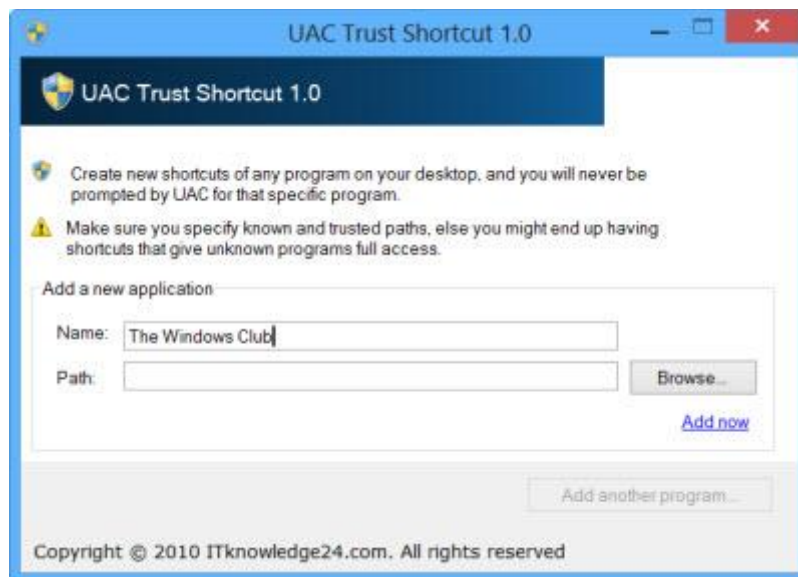 UAC Trust Shortcut 1.0
UAC Trust Shortcut 1.0
Create new shortcuts of any program on your desktop, and you will never be
prompted by UAC for that specific program.
Make sure you specify known and trusted paths, else you might end up having
shortcuts that give unknown programs full access.
Add a new application
Name: The Windows Club
Path:
Browse...
Add now
Add another program...
Copyright © 2010 ITknowledge24.com. All rights reserved